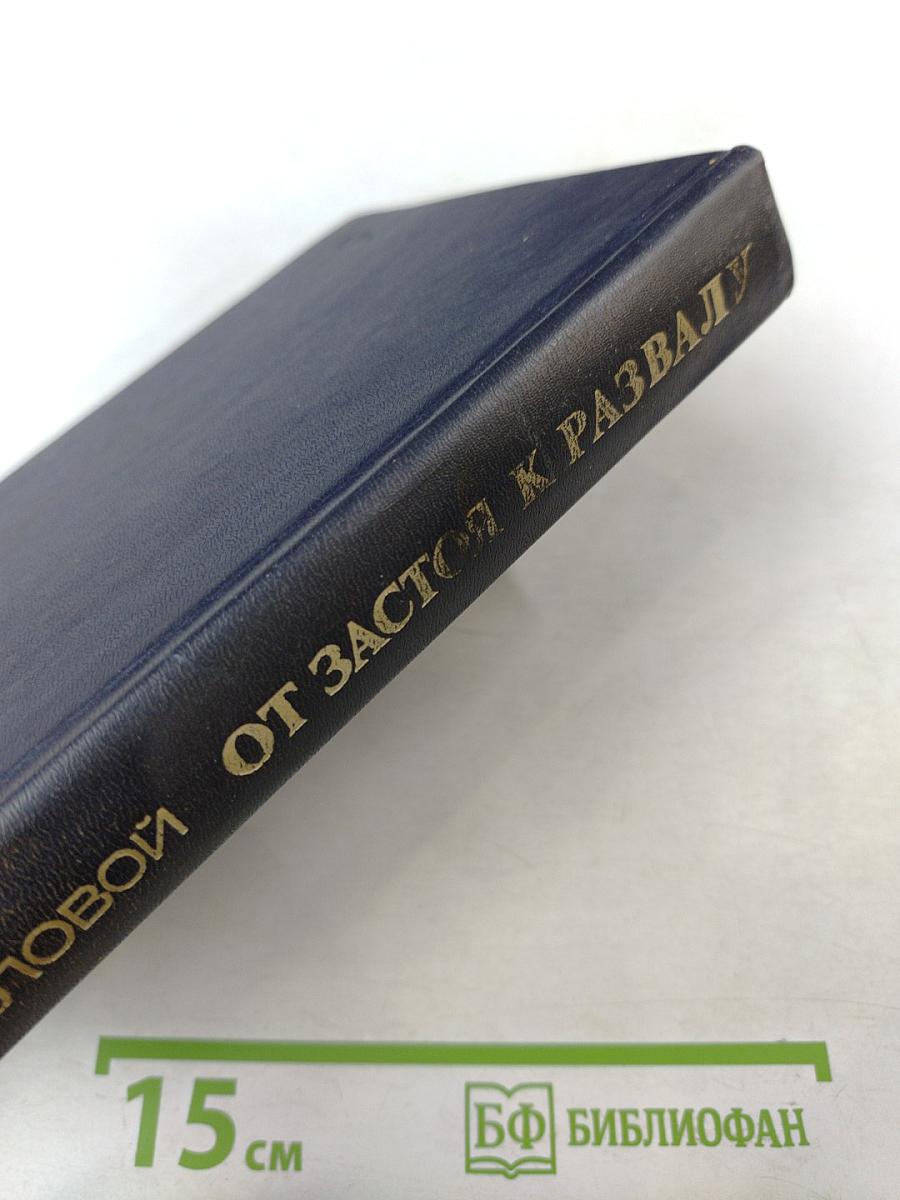 ЛОВОЙ ОТ ЗАСТОЯ К РАЗВАЛУ
15 см
БФ БИБЛИОФАН